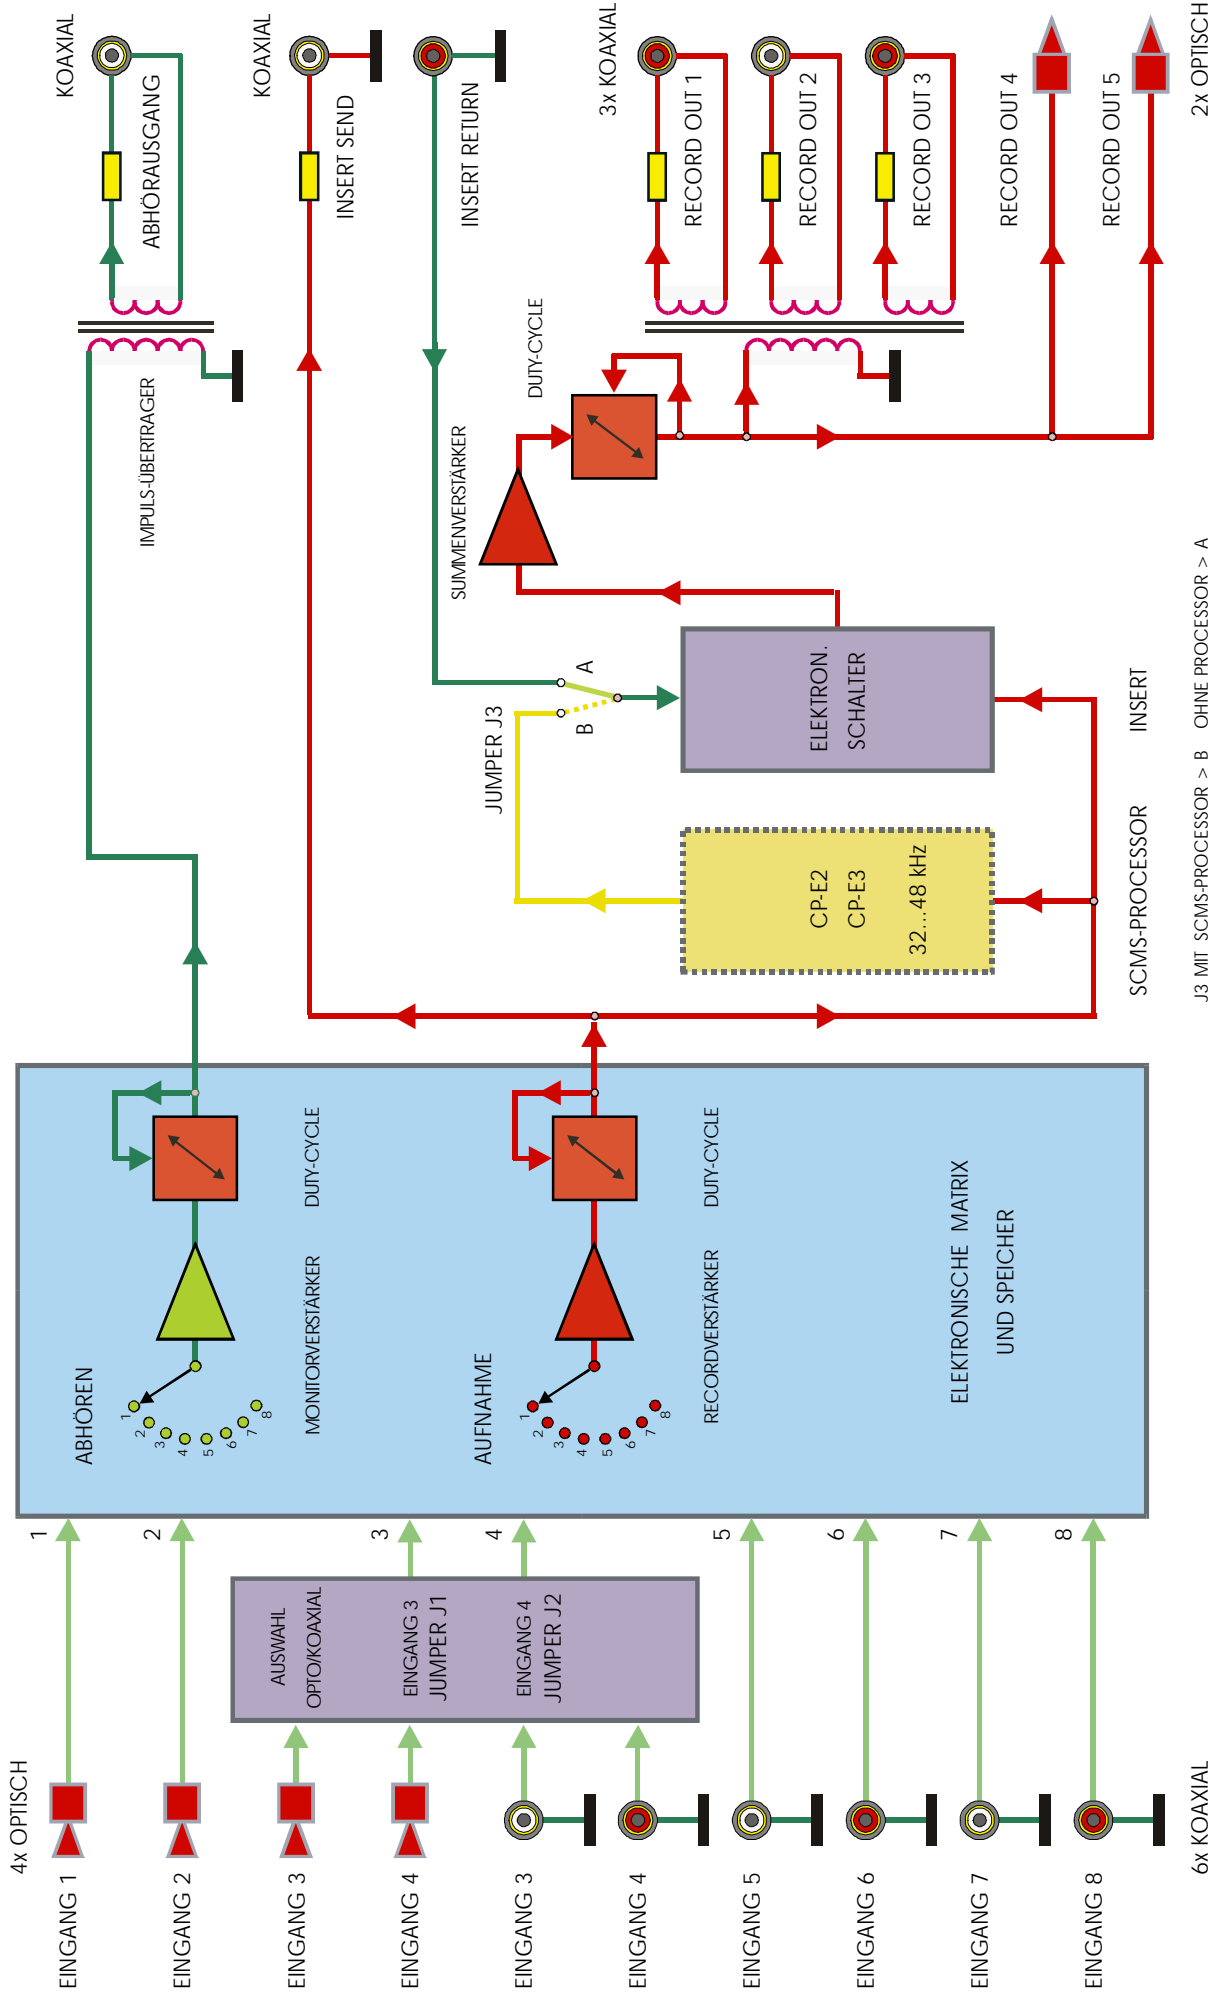 4x OPTISCH
EINGANG 1
EINGANG 2
EINGANG 3
EINGANG 4
EINGANG 3
EINGANG 4
EINGANG 5
EINGANG 6
EINGANG 7
EINGANG 8
6x KOAXIAL
AUSWAHL
OPTO/KOAXIAL
EINGANG 3
JUMPER J1
EINGANG 4
JUMPER J2
1
2
3
4
5
6
7
8
ABHÖREN
1
2
3
4
5
6
7
8
MONITORVERSTÄRKER
DUTY-CYCLE
AUFNAHME
1
2
3
4
5
6
7
8
RECORDVERSTÄRKER
DUTY-CYCLE
ELEKTRONISCHE MATRIX
UND SPEICHER
IMPULS-ÜBERTRAGER
KOAXIAL
ABHÖRAUSGANG
KOAXIAL
INSERT SEND
INSERT RETURN
JUMPER J3
B
A
CP-E2
CP-E3
32...48 kHz
SCMS-PROCESSOR
ELEKTRON.
SCHALTER
INSERT
SUMMENVERSTÄRKER
DUTY-CYCLE
3x KOAXIAL
RECORD OUT 1
RECORD OUT 2
RECORD OUT 3
RECORD OUT 4
RECORD OUT 5
2x OPTISCH
J3 MIT SCMS-PROCESSOR > B OHNE PROCESSOR > A